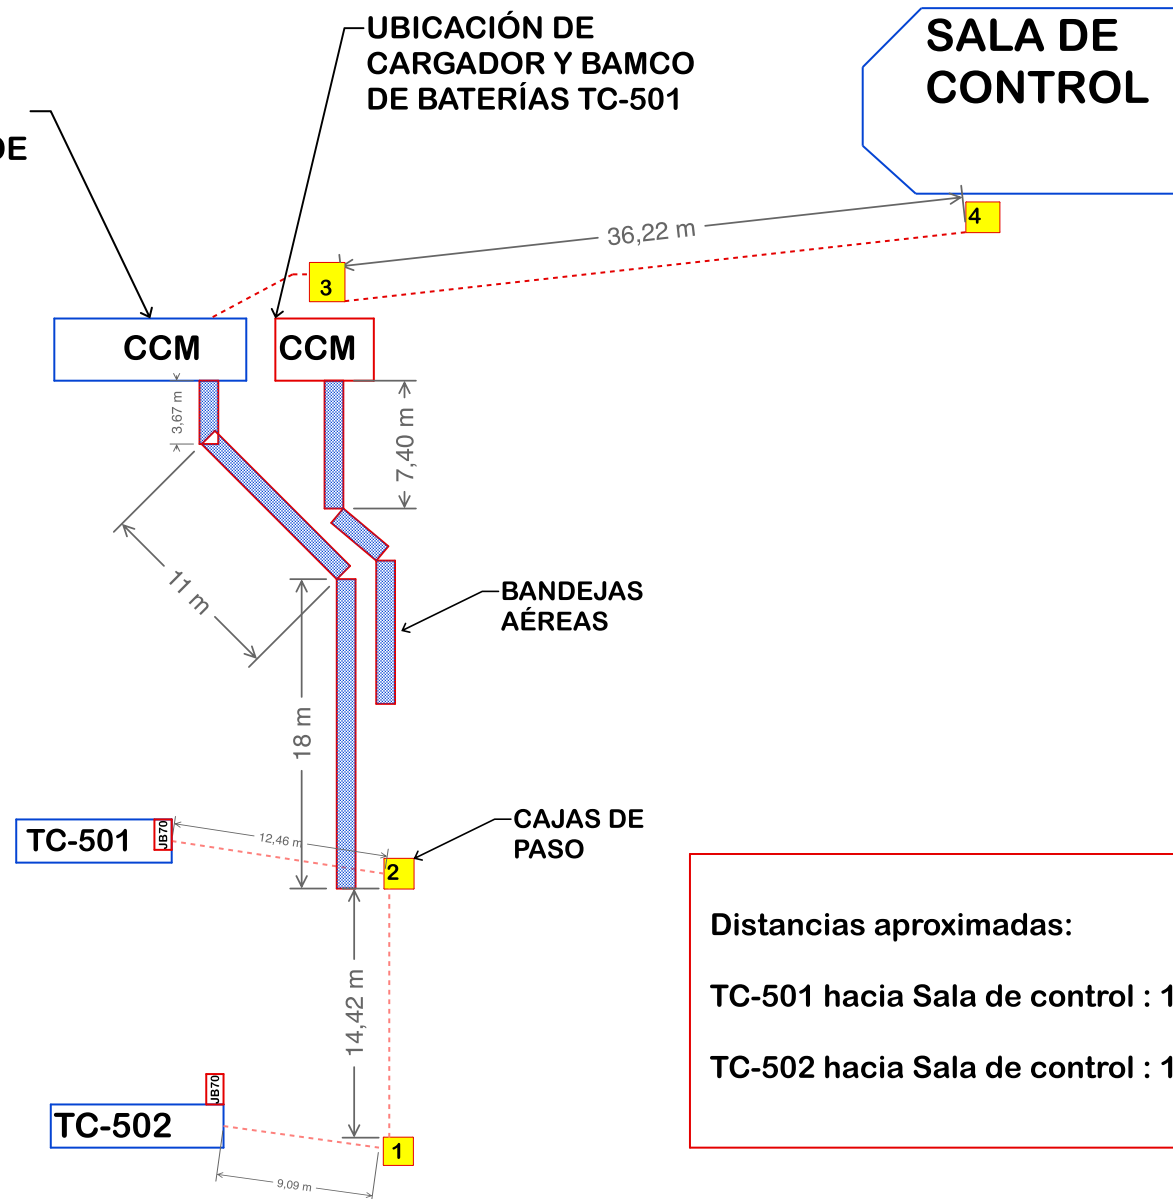 UBICACIÓN DE
CARGADOR Y BAMCO
DE BATERÍAS TC-501
SALA DE
CONTROL
DE
36,22 m
4
3
CCM
CCM
3,67 m
7,40 m
11 m
BANDEJAS
AÉREAS
18 m
TC-501
JB70
12,46 m
2
CAJAS DE
PASO
14,42 m
Distancias aproximadas:
TC-501 hacia Sala de control : 1
TC-502 hacia Sala de control : 1
JB70
TC-502
1
9,09 m